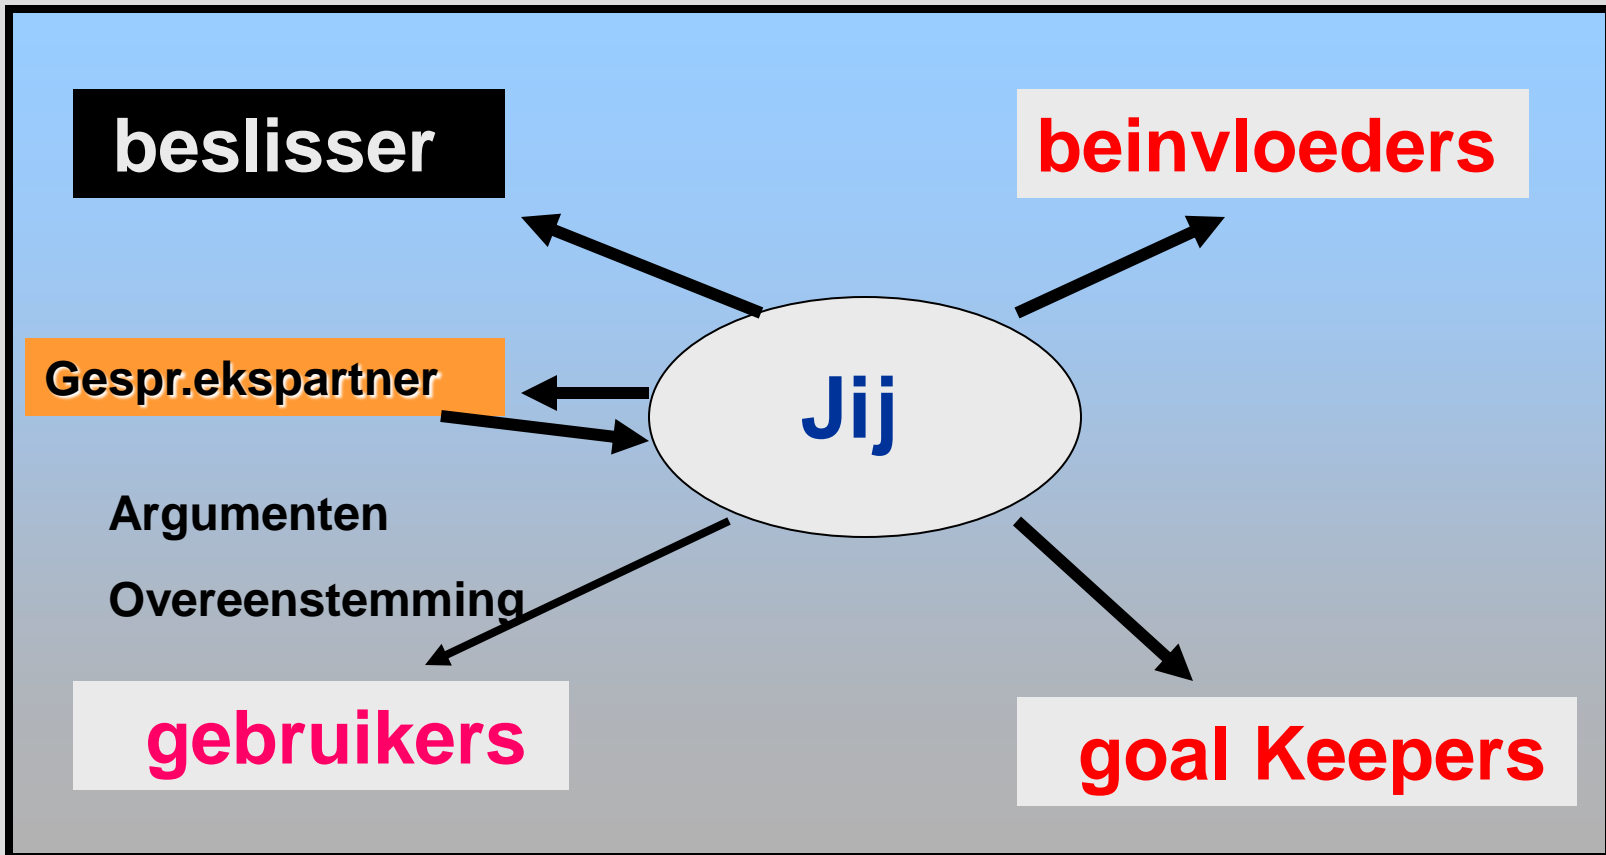 beslisser
beinvloeders
Gespr.ekspartner
Jij
Argumenten
Overeenstemming
gebruikers
goal Keepers